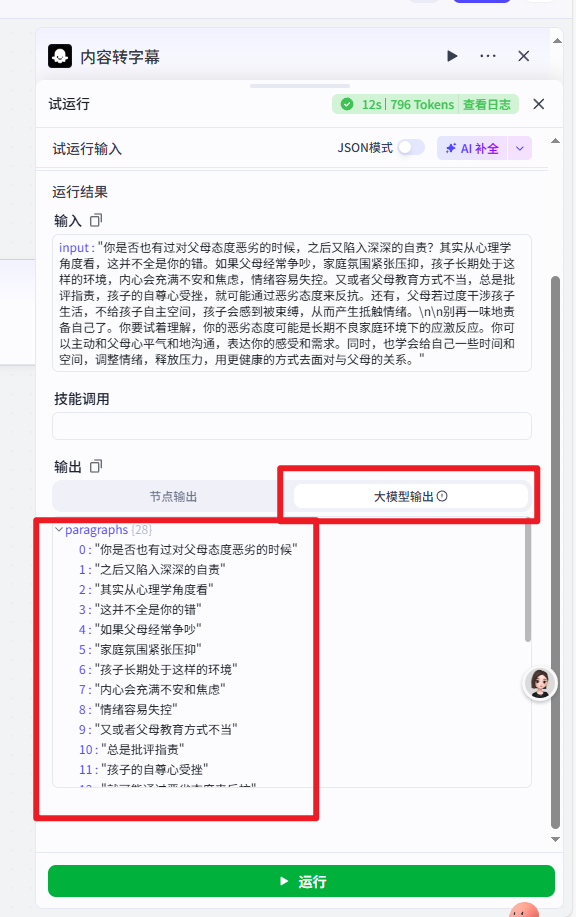 内容转字幕
试运行
12s | 796 Tokens | 查看日志
试运行输入
JSON模式
AI 补全
运行结果
输入
input : "你是否也有过对父母态度恶劣的时候，之后又陷入深深的自责？其实从心理学
角度看，这并不全是你的错。如果父母经常争吵，家庭氛围紧张压抑，孩子长期处于这
样的环境，内心会充满不安和焦虑，情绪容易失控。又或者父母教育方式不当，总是批
评指责，孩子的自尊心受挫，就可能通过恶劣态度来反抗。还有，父母若过度干涉孩子
生活，不给孩子自主空间，孩子会感到被束缚，从而产生抵触情绪。\n\n别再一味地责
备自己了。你要试着理解，你的恶劣态度可能是长期不良家庭环境下的应激反应。你可
以主动和父母心平气和地沟通，表达你的感受和需求。同时，也学会给自己一些时间和
空间，调整情绪，释放压力，用更健康的方式去面对与父母的关系。"
技能调用
输出
节点输出
大模型输出
paragraphs {28}
0 : "你是否也有过对父母态度恶劣的时候"
1 : "之后又陷入深深的自责"
2 : "其实从心理学角度看"
3 : "这并不全是你的错"
4 : "如果父母经常争吵"
5 : "家庭氛围紧张压抑"
6 : "孩子长期处于这样的环境"
7 : "内心会充满不安和焦虑"
8 : "情绪容易失控"
9 : "又或者父母教育方式不当"
10 : "总是批评指责"
11 : "孩子的自尊心受挫"
运行